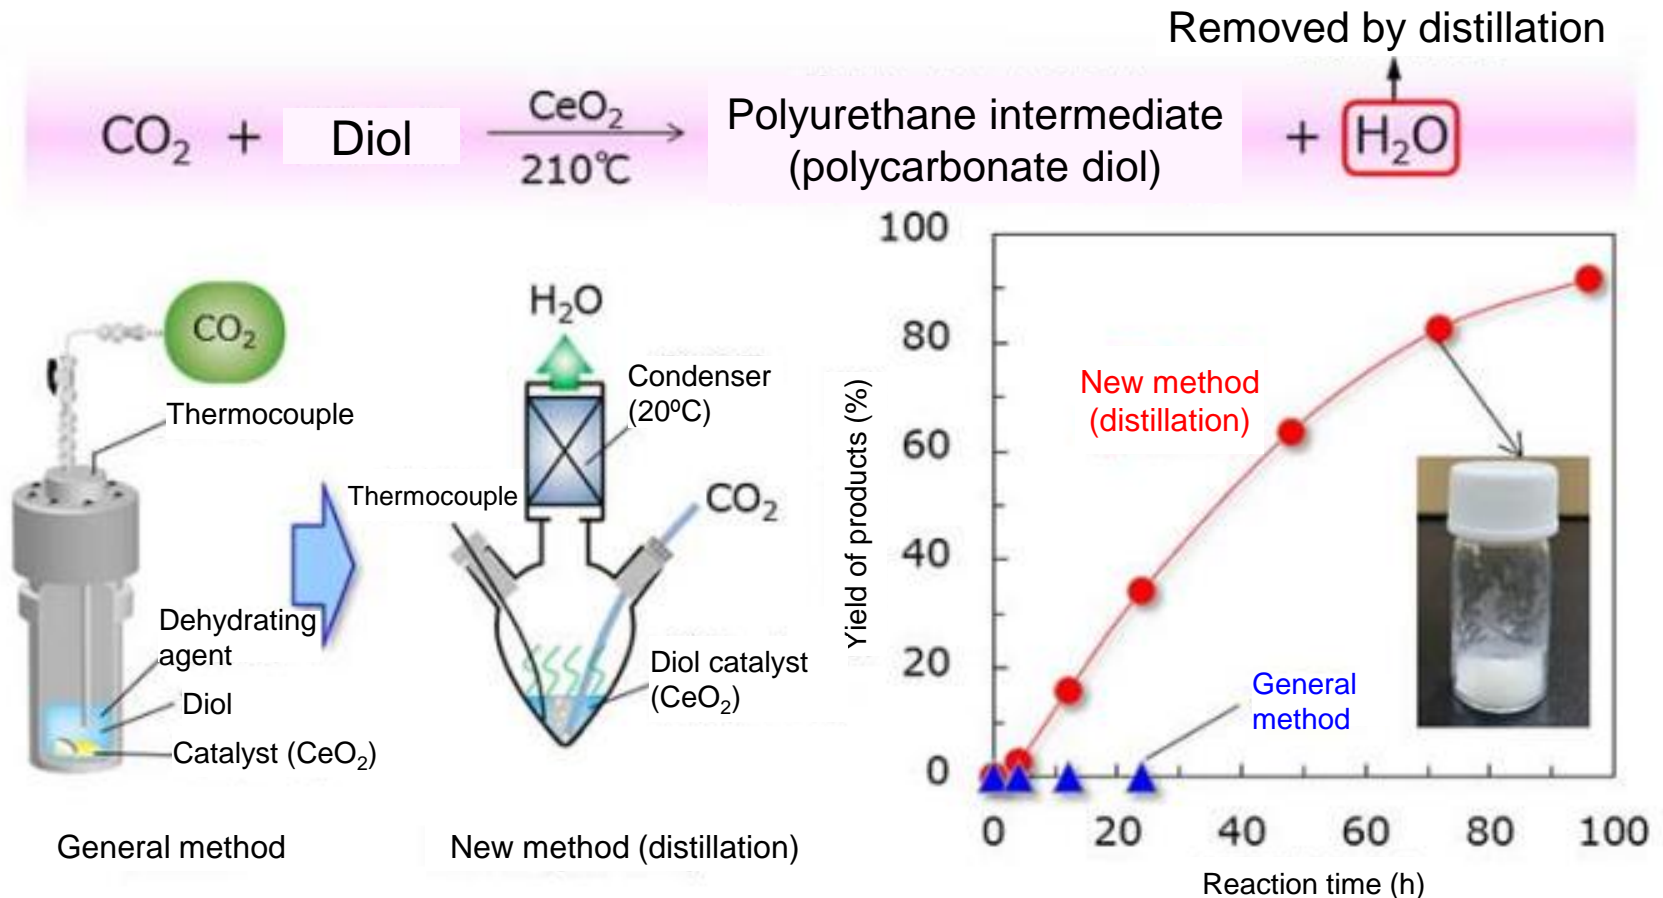 Removed by distillation
CO₂ + Diol CeO₂ 210℃ Polyurethane intermediate (polycarbonate diol) + H₂O
CO₂
Thermocouple
Dehydrating
agent
Diol
Catalyst (CeO₂)
General method
H₂O
Condenser
(20ºC)
Thermocouple
CO₂
Diol catalyst
(CeO₂)
New method (distillation)
Yield of products (%)
100
80
60
40
20
0
New method
(distillation)
General
method
0 20 40 60 80 100
Reaction time (h)